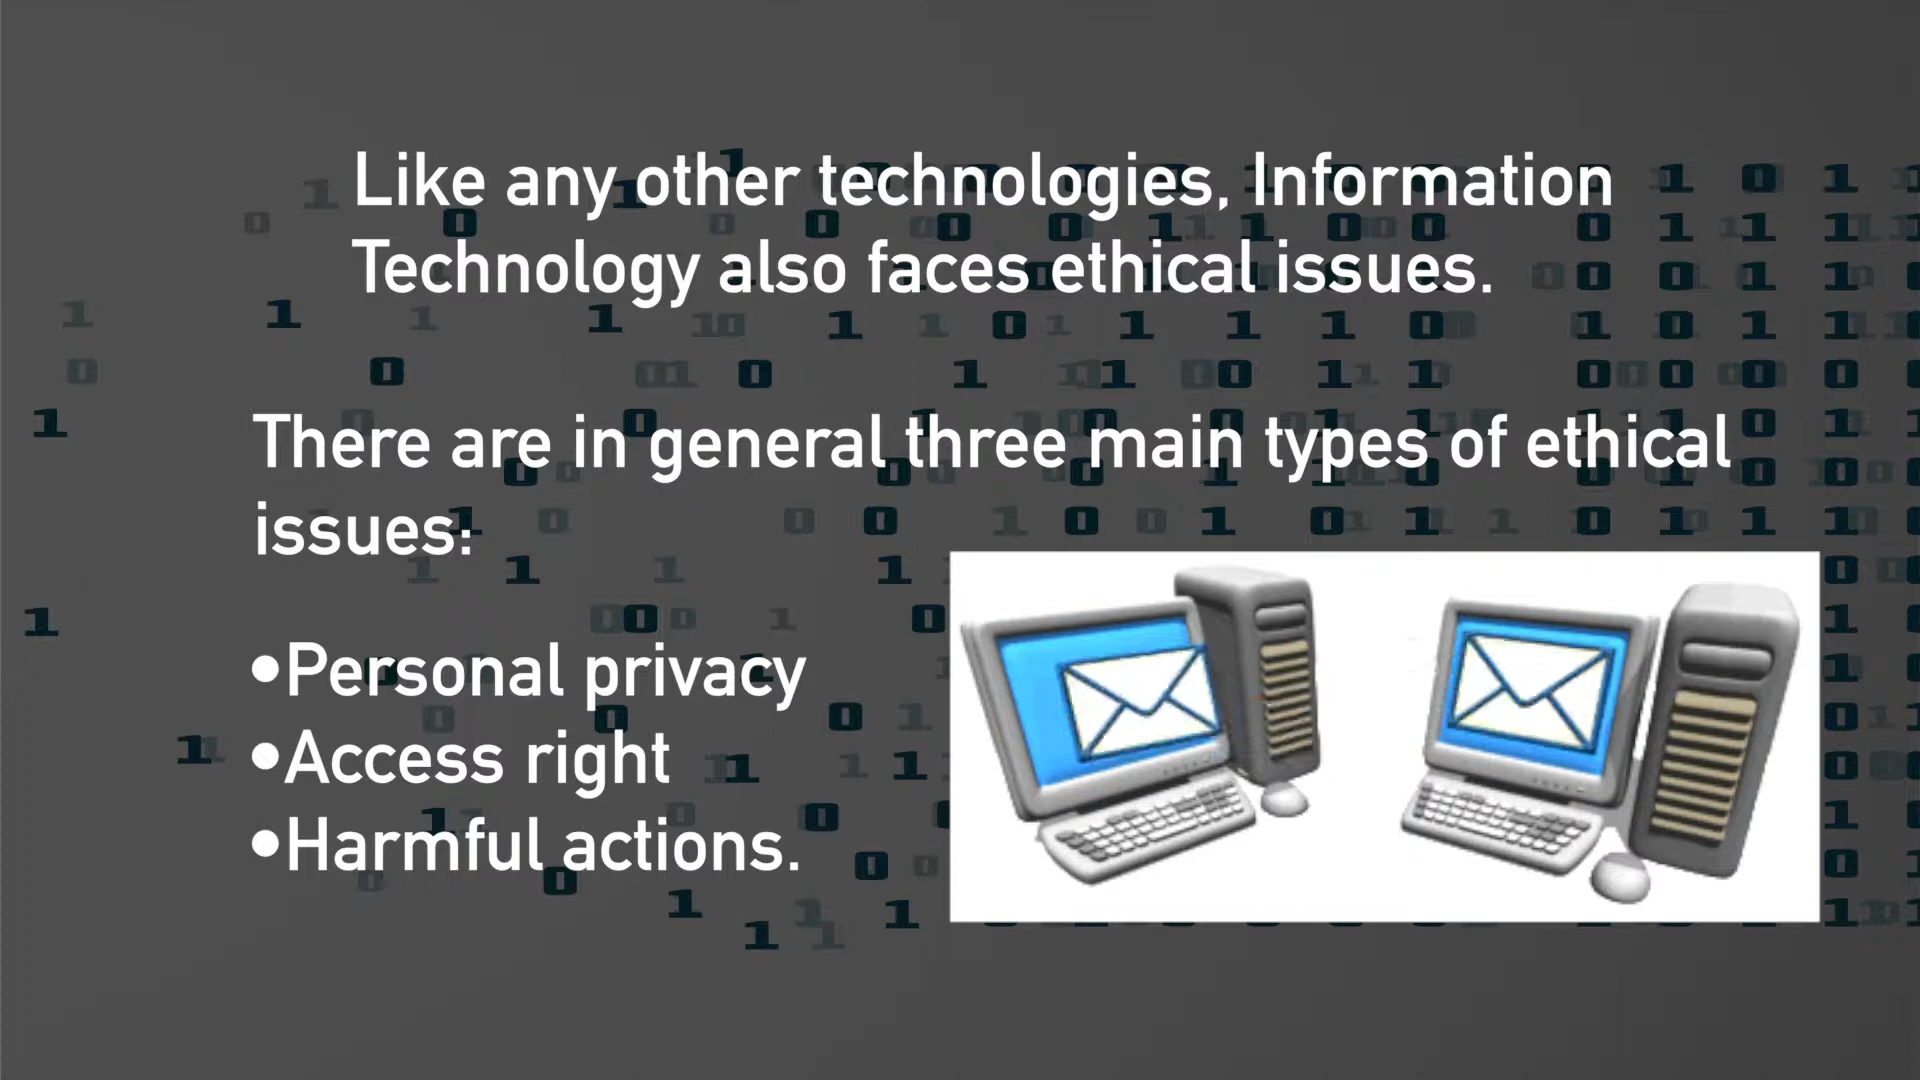 Like any other technologies, Information
Technology also faces ethical issues.
There are in general three main types of ethical
issues:
•Personal privacy
•Access right
•Harmful actions.